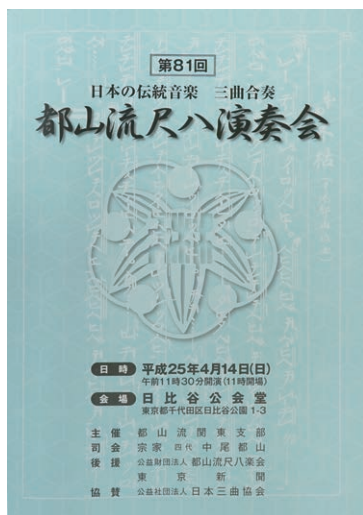 第81回
日本の伝統音楽 三曲合奏
都山流尺八演奏会
日時 平成25年4月14日(日)
午前11時30分開演(11時開場)
会場 日比谷公会堂
東京都千代田区日比谷公園 1-3
主催 都山流関東支部
司会 宗家 四代 中尾都山
後援 公益財団法人 都山流尺八楽会
東京新聞
協賛 公益社団法人 日本三曲協会